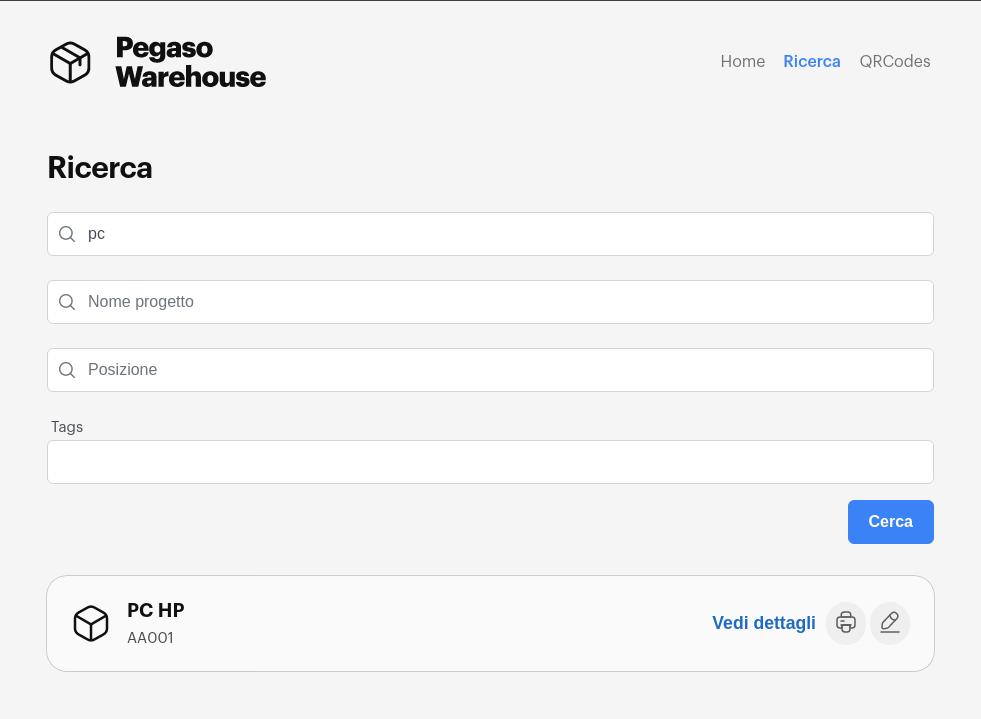 Pegaso
Warehouse
Home Ricerca QRCodes
Ricerca
pc
Nome progetto
Posizione
Tags
Cerca
PC HP
AA001
Vedi dettagli